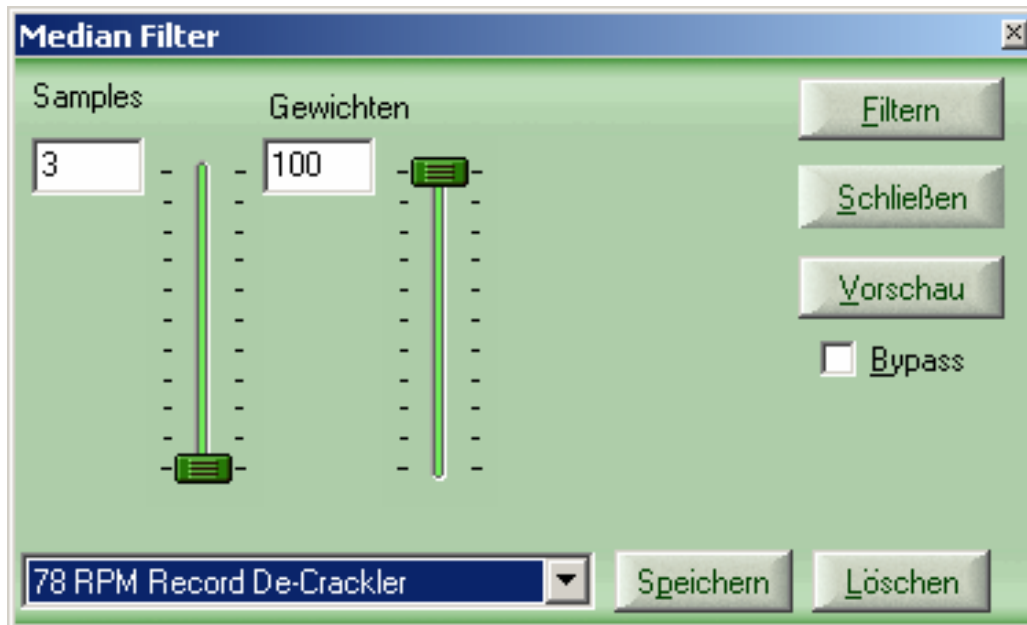 Median Filter
Samples
Gewichten
3
100
Filtern
Schließen
Vorschau
Bypass
78 RPM Record De-Crackler
Speichern
Löschen